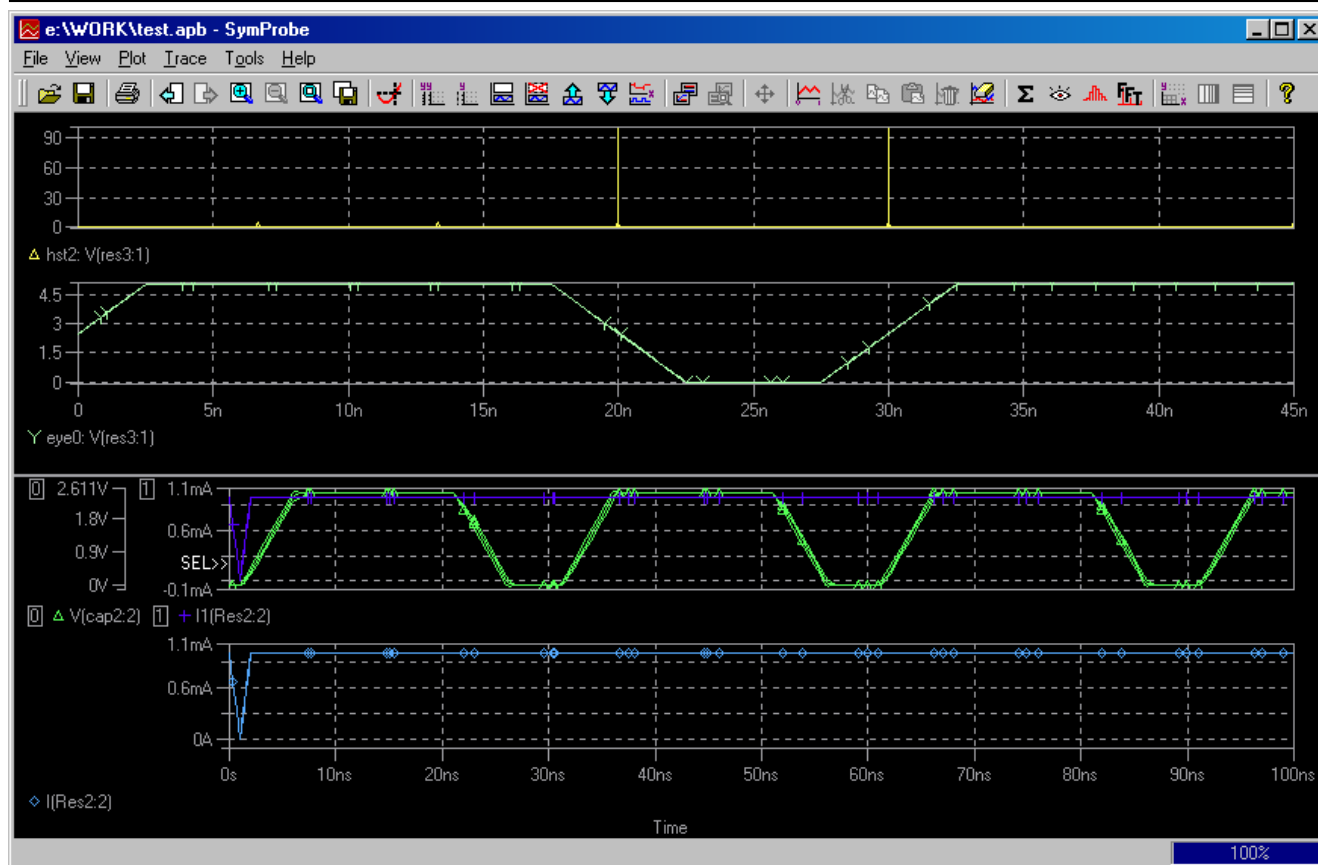 e:\WORK\test.apb - SymProbe
File View Plot Trace Tools Help
90
60
30
0
hst2: V(res3:1)
4.5
3
1.5
0
0 5n 10n 15n 20n 25n 30n 35n 40n 45n
eye0: V(res3:1)
0 2.611V 1 1.1mA
1.8V 0.6mA
0.9V SEL>>
0V -0.1mA
0 V(cap2:2) 1 I1(Res2:2)
1.1mA
0.6mA
0A
0s 10ns 20ns 30ns 40ns 50ns 60ns 70ns 80ns 90ns 100ns
I(Res2:2)
Time
100%